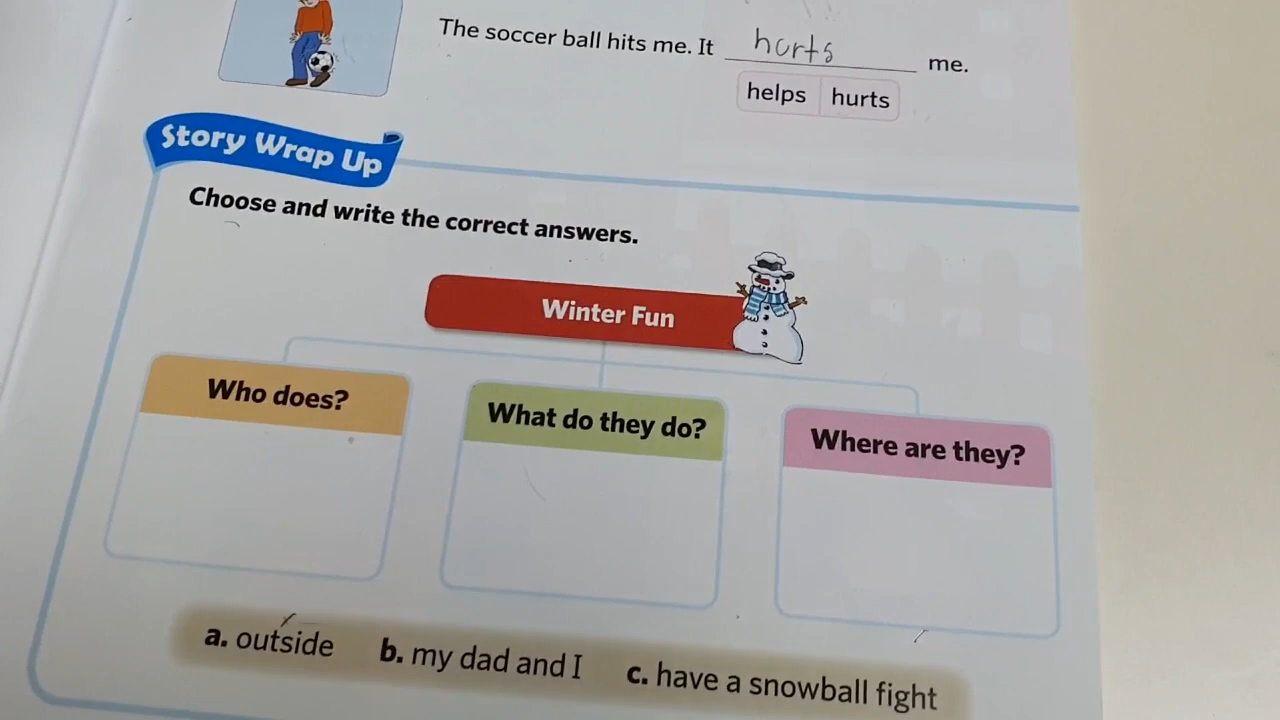 The soccer ball hits me. It hurts me.
helps hurts
Story Wrap Up
Choose and write the correct answers.
Winter Fun
Who does?
What do they do?
Where are they?
a. outside b. my dad and I c. have a snowball fight